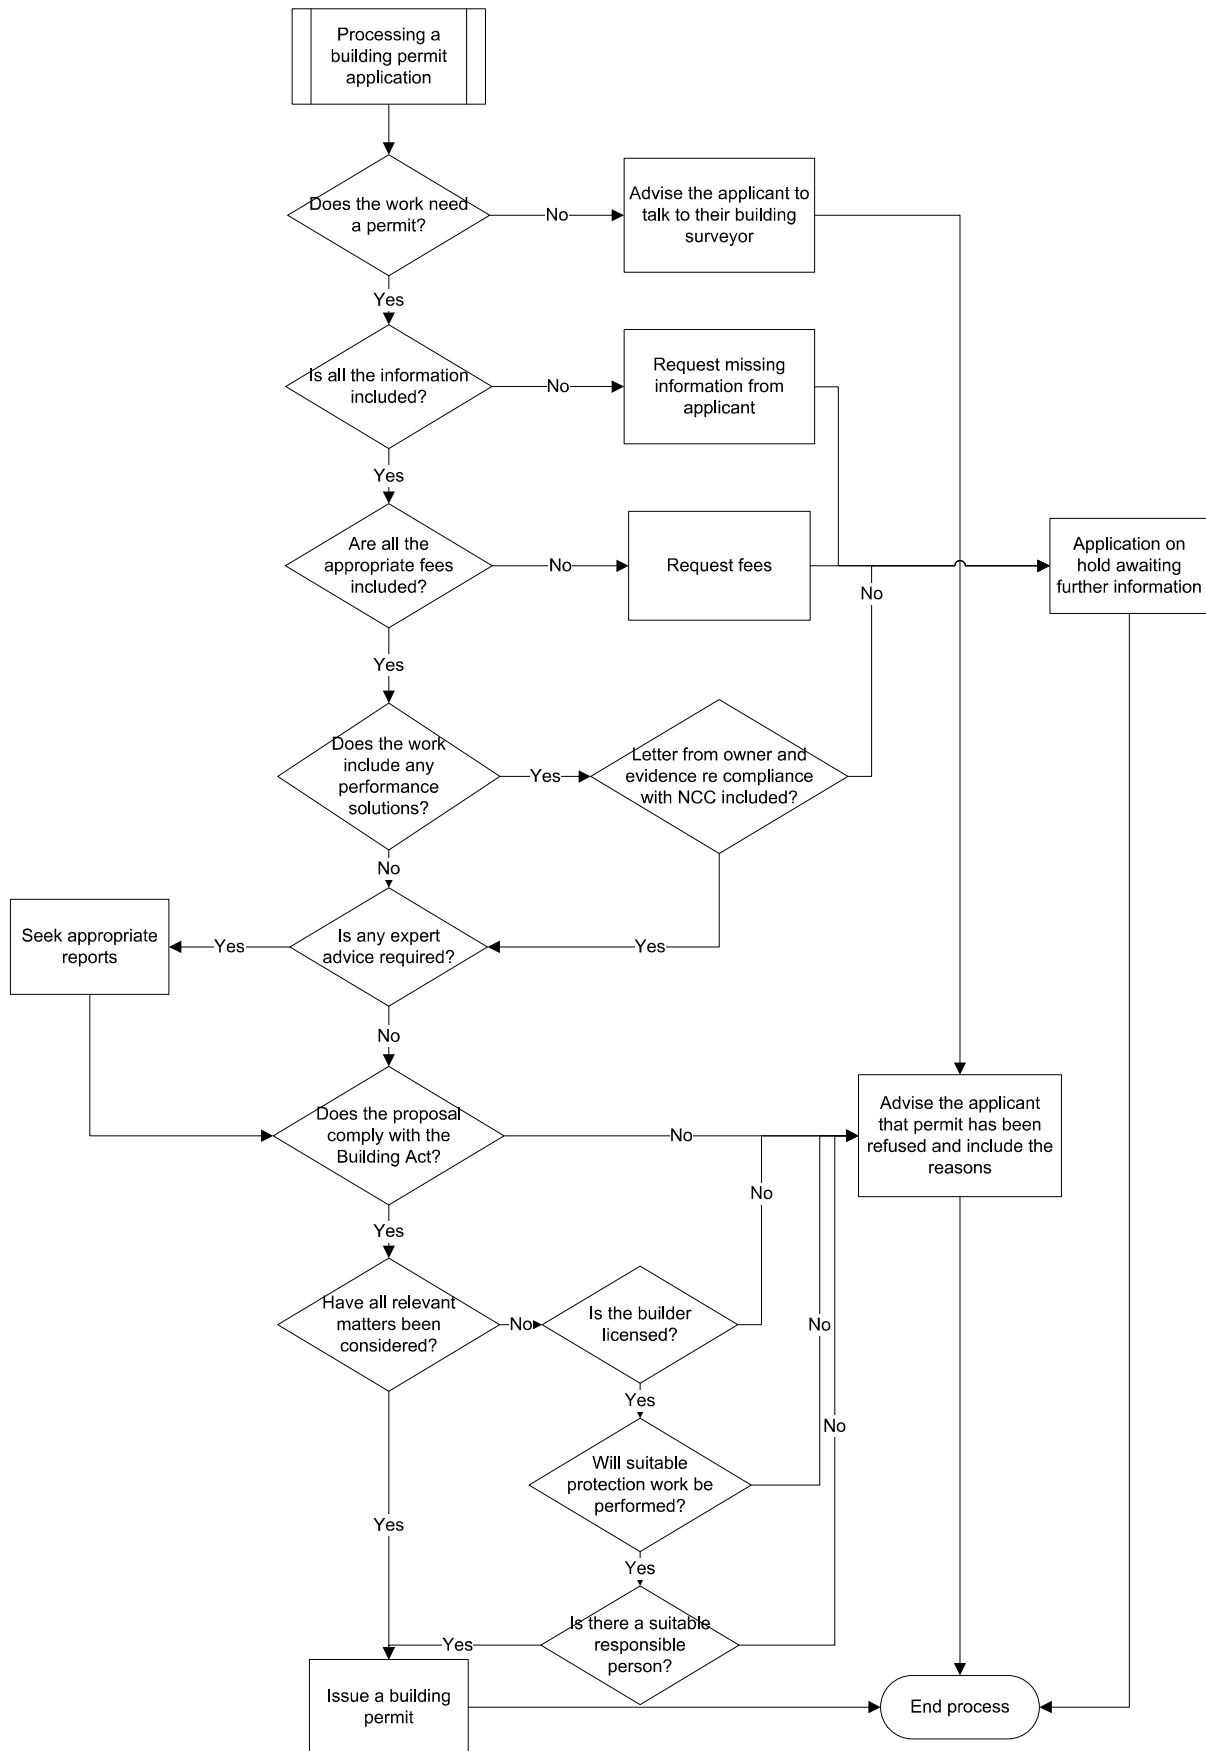 Processing a
building permit
application
Does the work need
a permit?
No
Advise the applicant to
talk to their building
surveyor
Yes
Is all the information
included?
No
Request missing
information from
applicant
Yes
Are all the
appropriate fees
included?
No
Request fees
No
Application on
hold awaiting
further information
Yes
Does the work
include any
performance
solutions?
Yes
Letter from owner and
evidence re compliance
with NCC included?
No
Seek appropriate
reports
Yes
Is any expert
advice required?
Yes
No
Does the proposal
comply with the
Building Act?
No
Advise the applicant
that permit has been
refused and include the
reasons
No
Yes
Have all relevant
matters been
considered?
No
Is the builder
licensed?
No
Yes
No
Will suitable
protection work be
performed?
Yes
Yes
Is there a suitable
responsible
person?
Yes
Issue a building
permit
End process